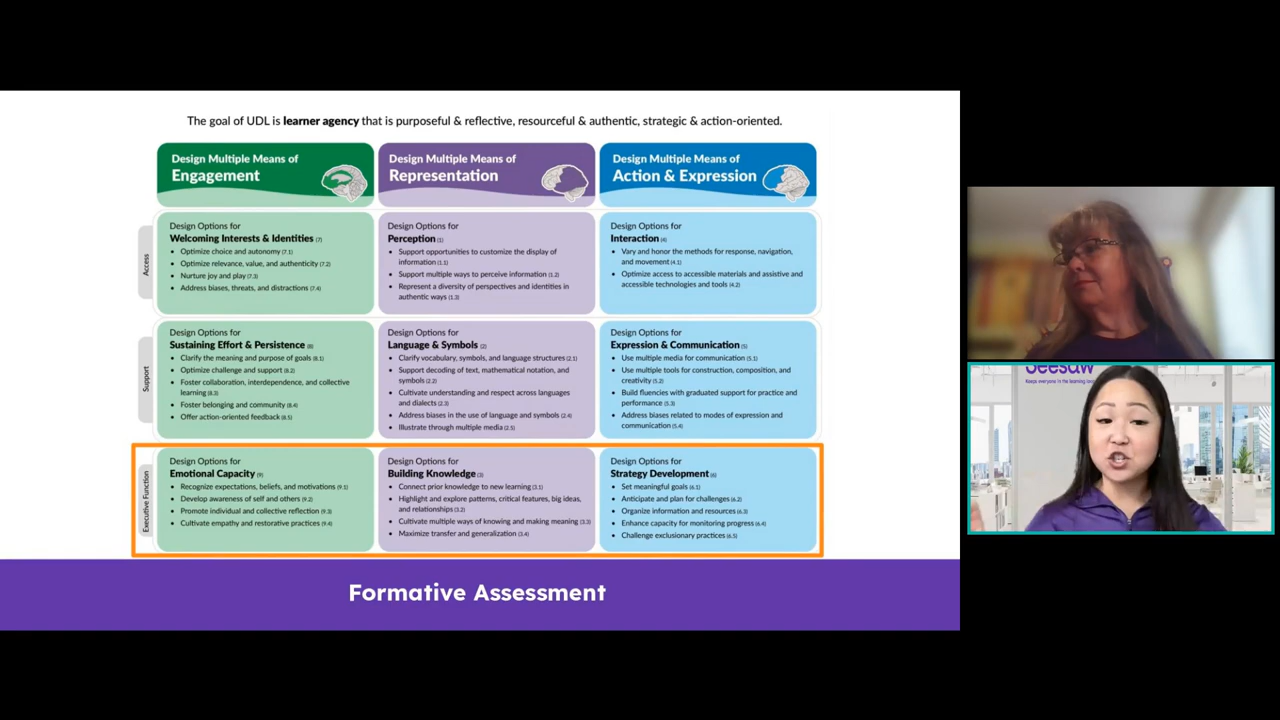 The goal of UDL is learner agency that is purposeful & reflective, resourceful & authentic, strategic & action-oriented.
Design Multiple Means of
Engagement
Design Multiple Means of
Representation
Design Multiple Means of
Action & Expression
Access
Design Options for
Welcoming Interests & Identities (7)
• Optimize choice and autonomy (7.1)
• Optimize relevance, value, and authenticity (7.2)
• Nurture joy and play (7.3)
• Address biases, threats, and distractions (7.4)
Design Options for
Perception (1)
• Support opportunities to customize the display of
information (1.1)
• Support multiple ways to perceive information (1.2)
• Represent a diversity of perspectives and identities in
authentic ways (1.3)
Design Options for
Interaction (4)
• Vary and honor the methods for response, navigation,
and movement (4.1)
• Optimize access to accessible materials and assistive and
accessible technologies and tools (4.2)
Support
Design Options for
Sustaining Effort & Persistence (8)
• Clarify the meaning and purpose of goals (8.1)
• Optimize challenge and support (8.2)
• Foster collaboration, interdependence, and collective
learning (8.3)
• Foster belonging and community (8.4)
• Offer action-oriented feedback (8.5)
Design Options for
Language & Symbols (2)
• Clarify vocabulary, symbols, and language structures (2.1)
• Support decoding of text, mathematical notation, and
symbols (2.2)
• Cultivate understanding and respect across languages
and dialects (2.3)
• Address biases in the use of language and symbols (2.4)
• Illustrate through multiple media (2.5)
Design Options for
Expression & Communication (5)
• Use multiple media for communication (5.1)
• Use multiple tools for construction, composition, and
creativity (5.2)
• Build fluencies with graduated support for practice and
performance (5.3)
• Address biases related to modes of expression and
communication (5.4)
Executive Function
Design Options for
Emotional Capacity (9)
• Recognize expectations, beliefs, and motivations (9.1)
• Develop awareness of self and others (9.2)
• Promote individual and collective reflection (9.3)
• Cultivate empathy and restorative practices (9.4)
Design Options for
Building Knowledge (3)
• Connect prior knowledge to new learning (3.1)
• Highlight and explore patterns, critical features, big ideas,
and relationships (3.2)
• Cultivate multiple ways of knowing and making meaning (3.3)
• Maximize transfer and generalization (3.4)
Design Options for
Strategy Development (6)
• Set meaningful goals (6.1)
• Anticipate and plan for challenges (6.2)
• Organize information and resources (6.3)
• Enhance capacity for monitoring progress (6.4)
• Challenge exclusionary practices (6.5)
Formative Assessment
Seesaw
Keeps everyone in the learning